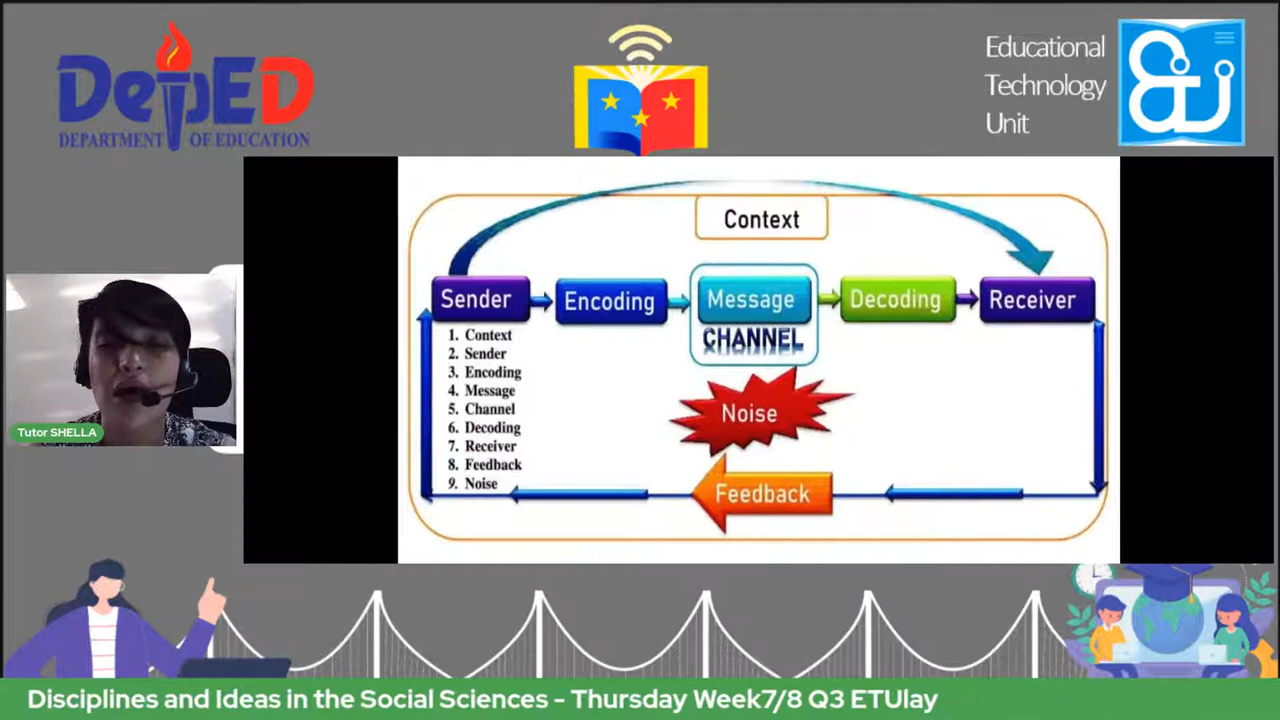 DepED
DEPARTMENT OF EDUCATION
Educational
Technology
Unit
Context
Sender
Encoding
Message
CHANNEL
Decoding
Receiver
1. Context
2. Sender
3. Encoding
4. Message
5. Channel
6. Decoding
7. Receiver
8. Feedback
9. Noise
Noise
Feedback
Tutor SHELLA
Disciplines and Ideas in the Social Sciences - Thursday Week7/8 Q3 ETUlay